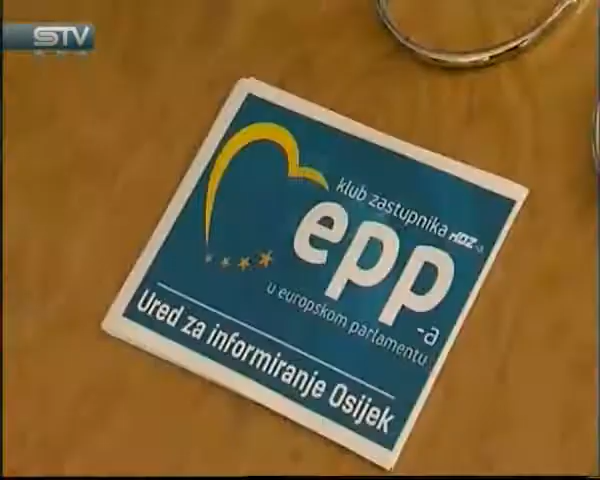 STV
klub zastupnika HDZ-a
epp
-a
u europskom parlamentu
Ured za informiranje Osijek